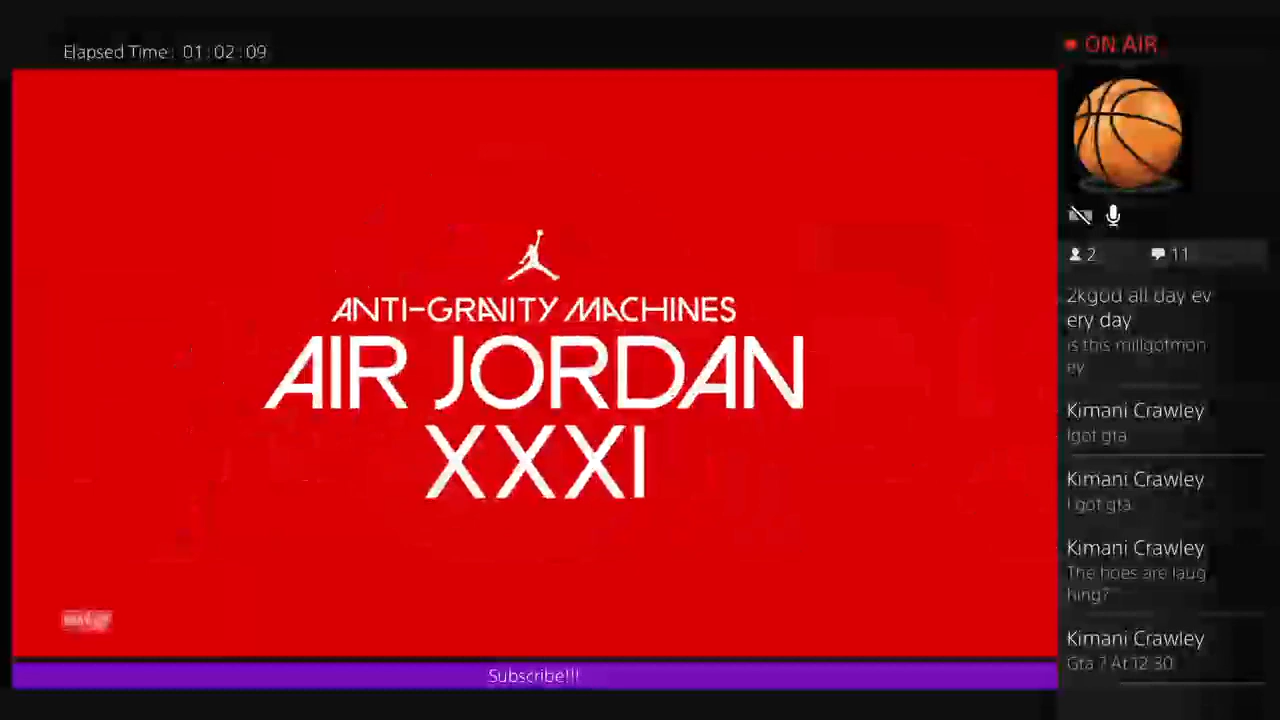 Elapsed Time: 01:02:09
ON AIR
2
11
ANTI-GRAVITY MACHINES
AIR JORDAN
XXXI
2kgod all day ev
ery day
is this millgotmon
ey
Kimani Crawley
Igot gta
Kimani Crawley
I got gta
Kimani Crawley
The hoes are laug
hing?
Kimani Crawley
Gta ? At 12 30
Subscribe!!!